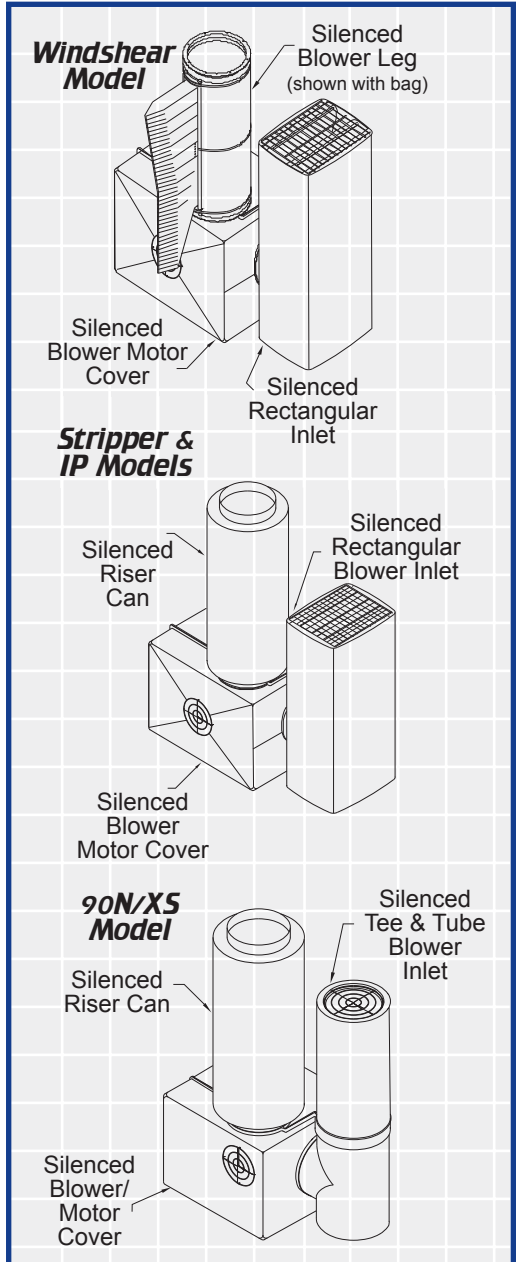 Windshear
Model
Silenced
Blower Leg
(shown with bag)
Silenced
Blower Motor
Cover
Silenced
Rectangular
Inlet
Stripper &
IP Models
Silenced
Riser
Can
Silenced
Rectangular
Blower Inlet
Silenced
Blower
Motor Cover
90N/XS
Model
Silenced
Tee & Tube
Blower
Inlet
Silenced
Riser Can
Silenced
Blower/
Motor
Cover